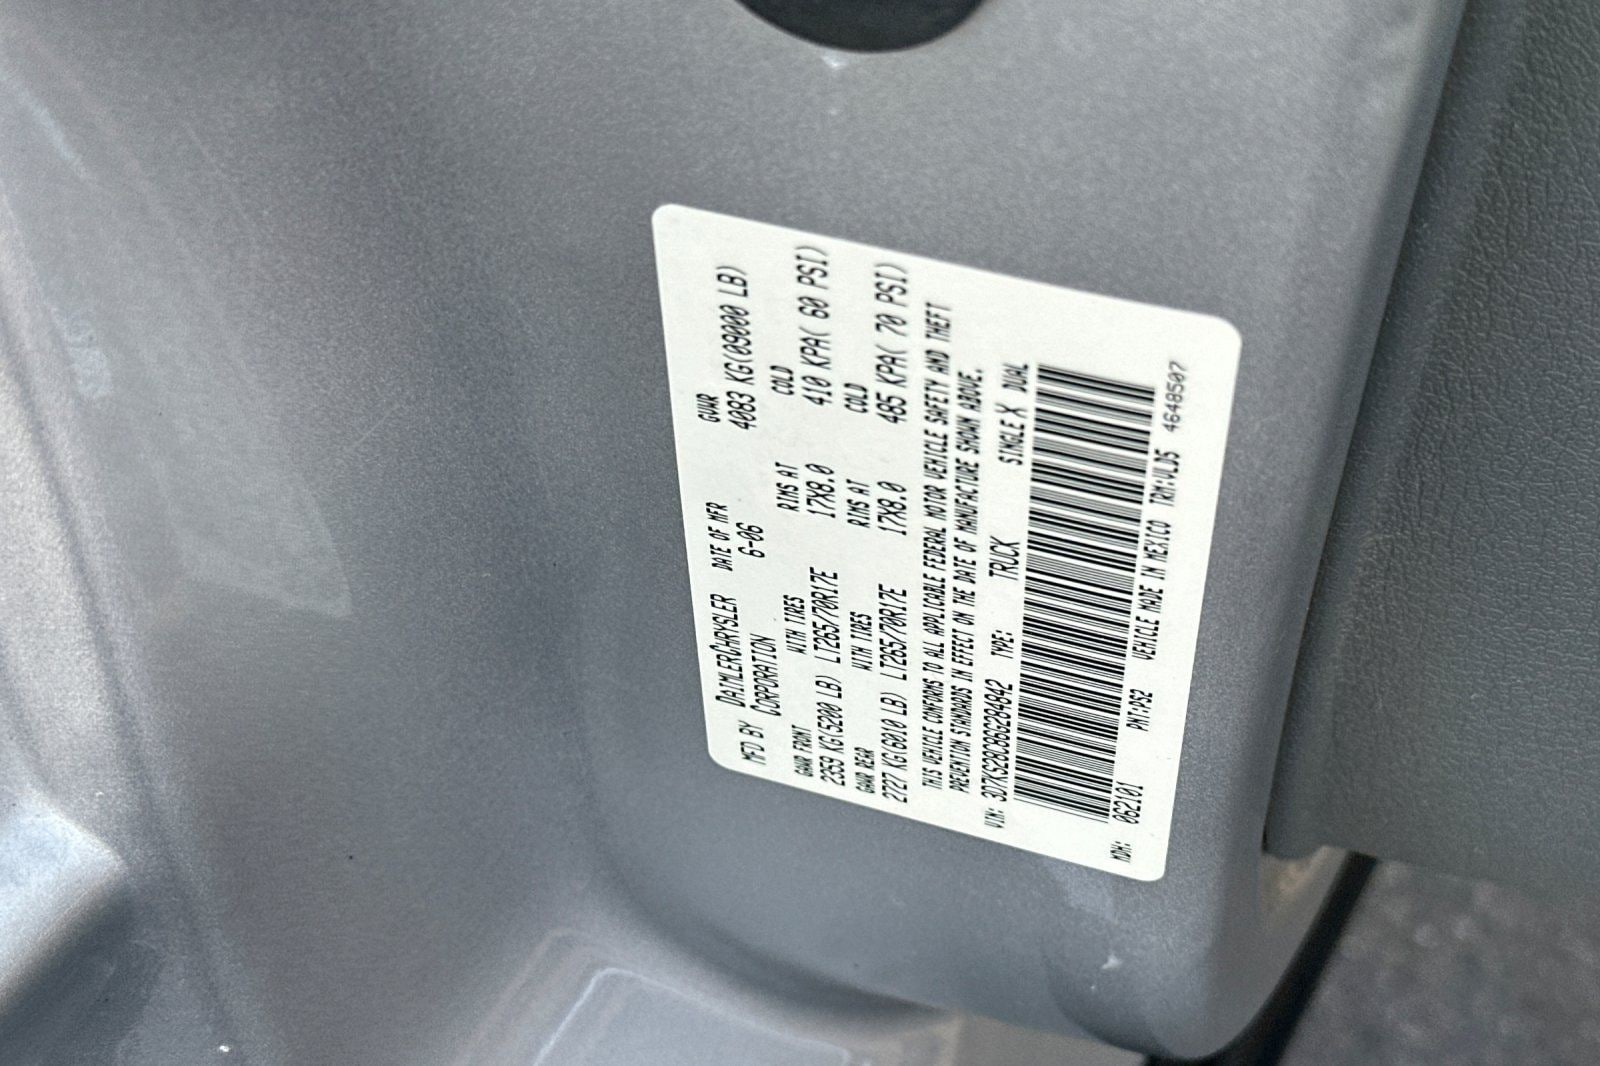 MFD BY DAIMLERCHRYSLER DATE OF MFR GVWR
CORPORATION 6-06 4083 KG(09000 LB)
GAWR FRONT WITH TIRES RIMS AT COLD
2359 KG(5200 LB) LT265/70R17E 17X8.0 410 KPA( 60 PSI)
GAWR REAR WITH TIRES RIMS AT COLD
2727 KG(6010 LB) LT265/70R17E 17X8.0 485 KPA( 70 PSI)
THIS VEHICLE CONFORMS TO ALL APPLICABLE FEDERAL MOTOR VEHICLE SAFETY AND THEFT
PREVENTION STANDARDS IN EFFECT ON THE DATE OF MANUFACTURE SHOWN ABOVE.
VIN: 3D7KS28C86G284842 TYPE: TRUCK SINGLE X DUAL
MDH: 062101 PNT:PS2 VEHICLE MADE IN MEXICO TRM:VLD5 4648507